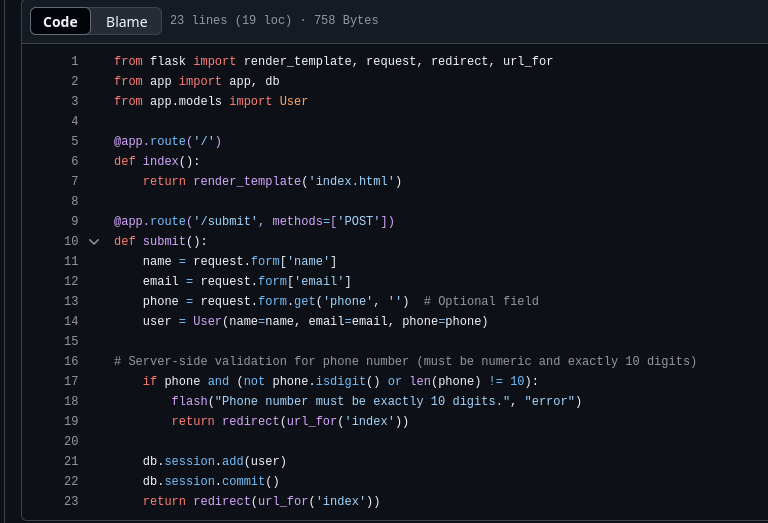 Code Blame 23 lines (19 loc) · 758 Bytes
1 from flask import render_template, request, redirect, url_for
2 from app import app, db
3 from app.models import User
4
5 @app.route('/')
6 def index():
7     return render_template('index.html')
8
9 @app.route('/submit', methods=['POST'])
10 def submit():
11     name = request.form['name']
12     email = request.form['email']
13     phone = request.form.get('phone', '')  # Optional field
14     user = User(name=name, email=email, phone=phone)
15
16 # Server-side validation for phone number (must be numeric and exactly 10 digits)
17     if phone and (not phone.isdigit() or len(phone) != 10):
18         flash("Phone number must be exactly 10 digits.", "error")
19         return redirect(url_for('index'))
20
21     db.session.add(user)
22     db.session.commit()
23     return redirect(url_for('index'))